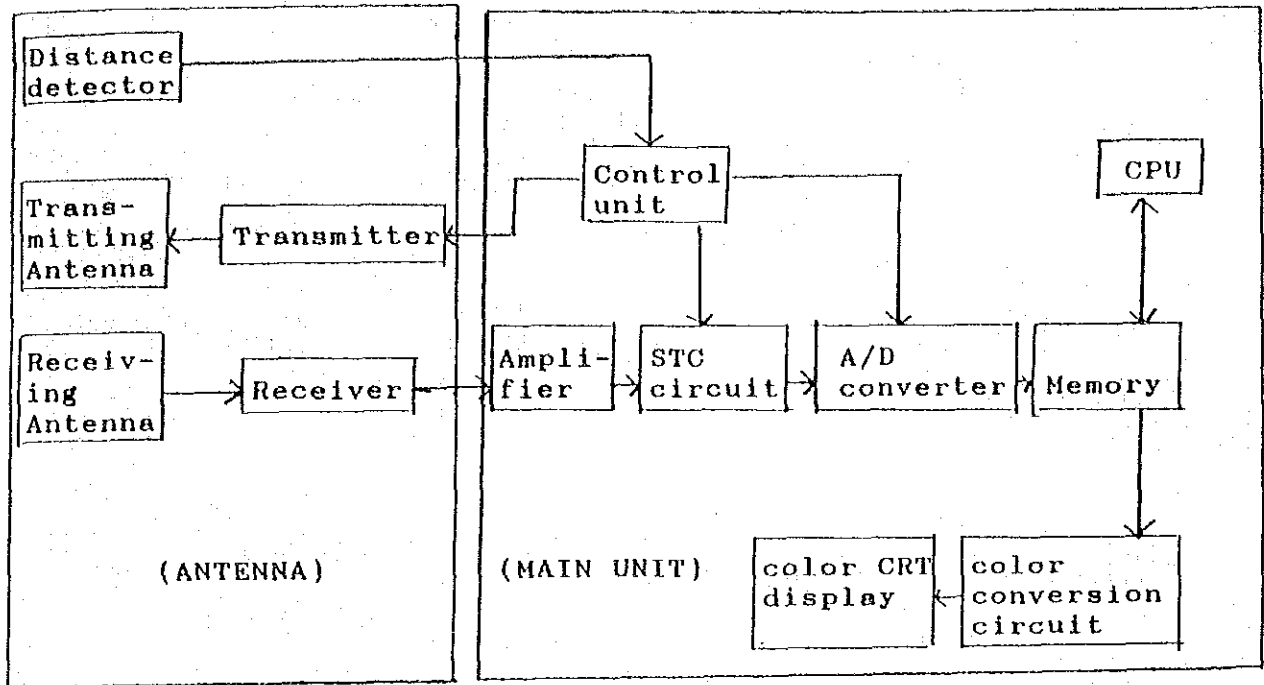 Distance
detector
Control
unit
CPU
Trans-
mitting
Antenna
Transmitter
Receiv-
ing
Antenna
Receiver
Ampli-
fier
STC
circuit
A/D
converter
Memory
(ANTENNA)
(MAIN UNIT)
color CRT
display
color
conversion
circuit